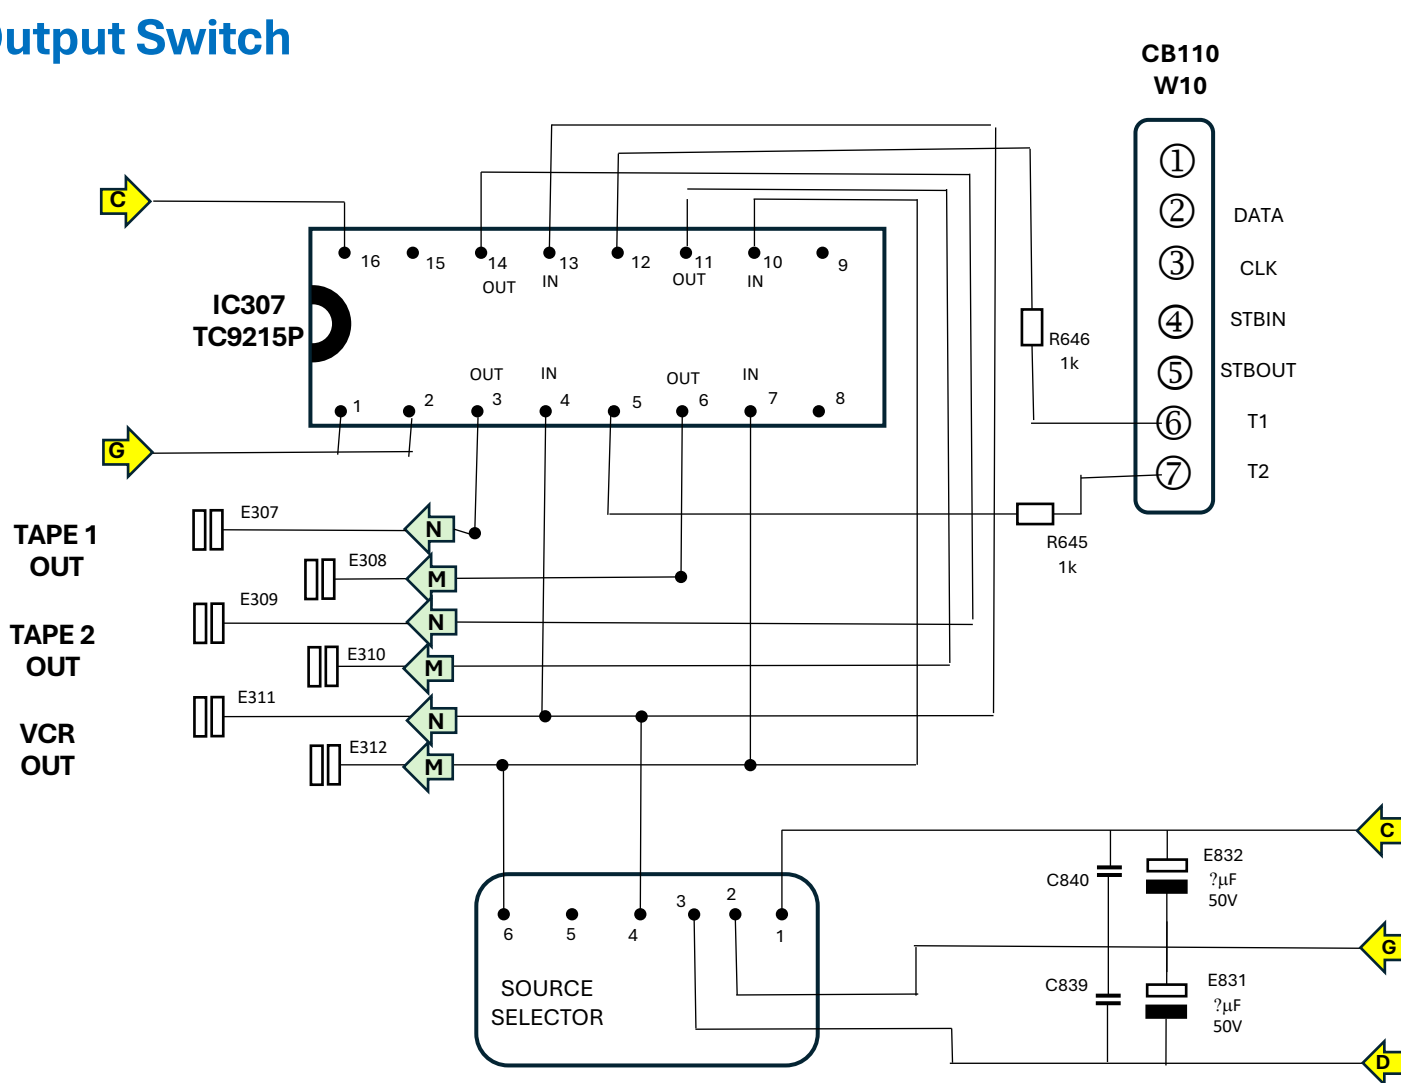 Output Switch
CB110
W10
①
②
DATA
③
CLK
④
STBIN
⑤
STBOUT
⑥
T1
⑦
T2
C
16
15
14
13
12
11
10
9
OUT
IN
OUT
IN
IC307
TC9215P
R646
1k
OUT
IN
OUT
IN
1
2
3
4
5
6
7
8
G
TAPE 1
OUT
E307
N
E308
M
R645
1k
TAPE 2
OUT
E309
N
E310
M
VCR
OUT
E311
N
E312
M
C
C840
E832
?µF
50V
6
5
4
3
2
1
G
SOURCE
SELECTOR
C839
E831
?µF
50V
D